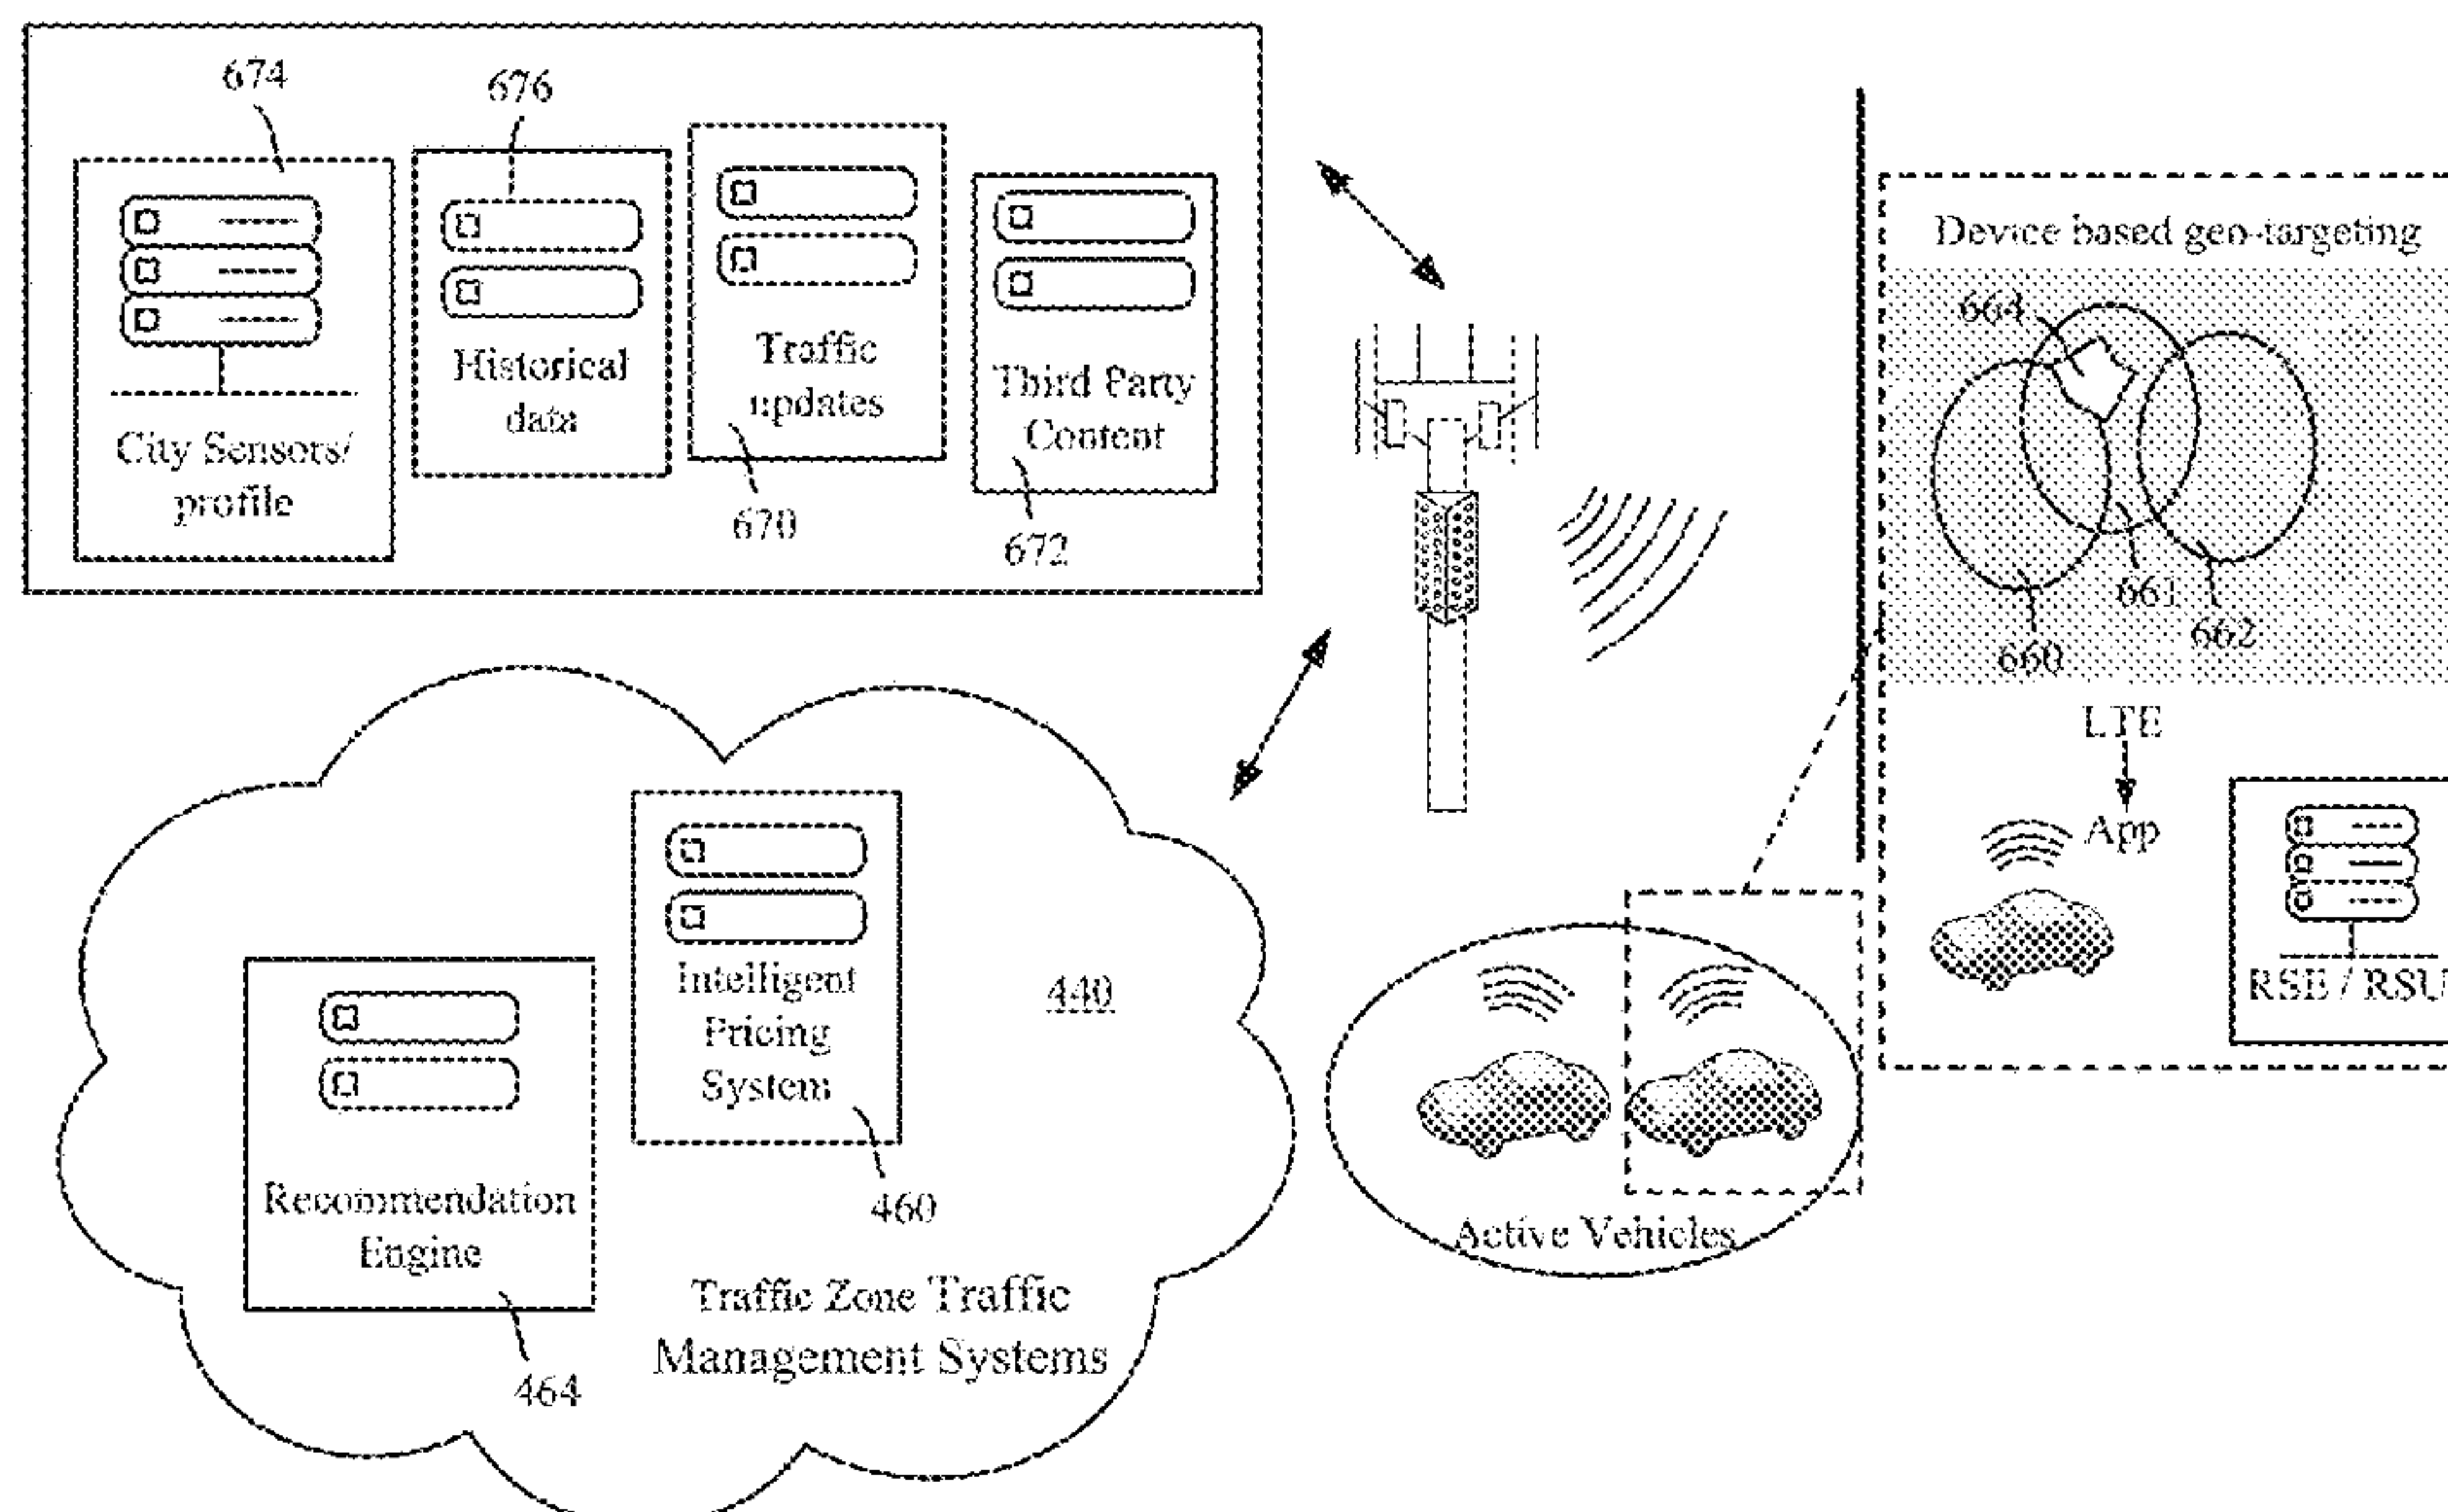 674
676
City Sensors/
profile
Historical
data
Traffic
updates
670
Third Party
Content
672
Device based geo-targeting
661
662
660
LTE
App
RSE / RSU
Intelligent
Pricing
System
460
440
Recommendation
Engine
464
Traffic Zone Traffic
Management Systems
Active Vehicles